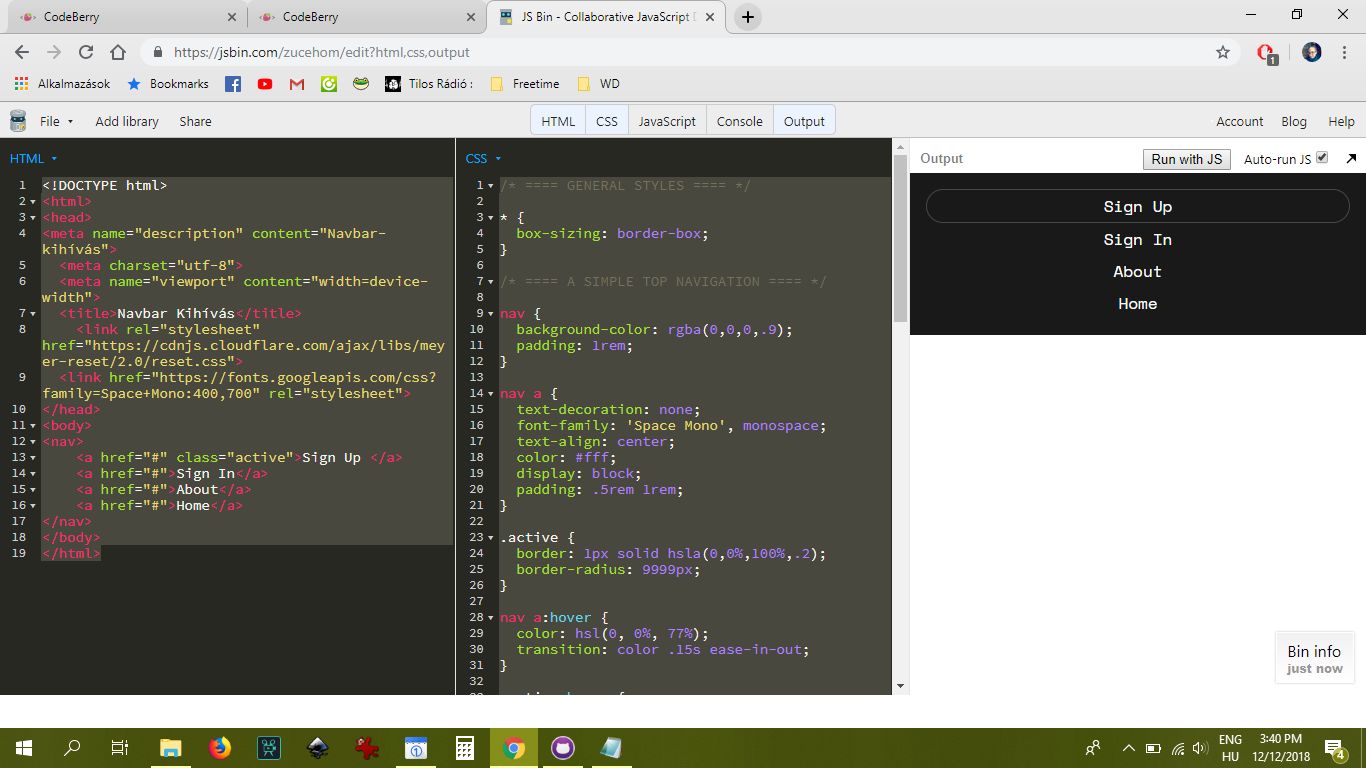 CodeBerry
CodeBerry
JS Bin - Collaborative JavaScript
https://jsbin.com/zucehom/edit?html,css,output
1
Alkalmazások
Bookmarks
Tilos Rádió :
Freetime
WD
File
Add library
Share
HTML
CSS
JavaScript
Console
Output
Account
Blog
Help
HTML
1 <!DOCTYPE html>
2 <html>
3 <head>
4 <meta name="description" content="Navbar-
kihívás">
5 <meta charset="utf-8">
6 <meta name="viewport" content="width=device-
width">
7 <title>Navbar Kihívás</title>
8 <link rel="stylesheet"
href="https://cdnjs.cloudflare.com/ajax/libs/mey
er-reset/2.0/reset.css">
9 <link href="https://fonts.googleapis.com/css?
family=Space+Mono:400,700" rel="stylesheet">
10 </head>
11 <body>
12 <nav>
13 <a href="#" class="active">Sign Up </a>
14 <a href="#">Sign In</a>
15 <a href="#">About</a>
16 <a href="#">Home</a>
17 </nav>
18 </body>
19 </html>
CSS
1 /* ==== GENERAL STYLES ==== */
2
3 * {
4 box-sizing: border-box;
5 }
6
7 /* ==== A SIMPLE TOP NAVIGATION ==== */
8
9 nav {
10 background-color: rgba(0,0,0,.9);
11 padding: 1rem;
12 }
13
14 nav a {
15 text-decoration: none;
16 font-family: 'Space Mono', monospace;
17 text-align: center;
18 color: #fff;
19 display: block;
20 padding: .5rem 1rem;
21 }
22
23 .active {
24 border: 1px solid hsla(0,0%,100%,.2);
25 border-radius: 9999px;
26 }
27
28 nav a:hover {
29 color: hsl(0, 0%, 77%);
30 transition: color .15s ease-in-out;
31 }
32
Output
Run with JS
Auto-run JS
Sign Up
Sign In
About
Home
Bin info
just now
ENG
HU
3:40 PM
12/12/2018
4